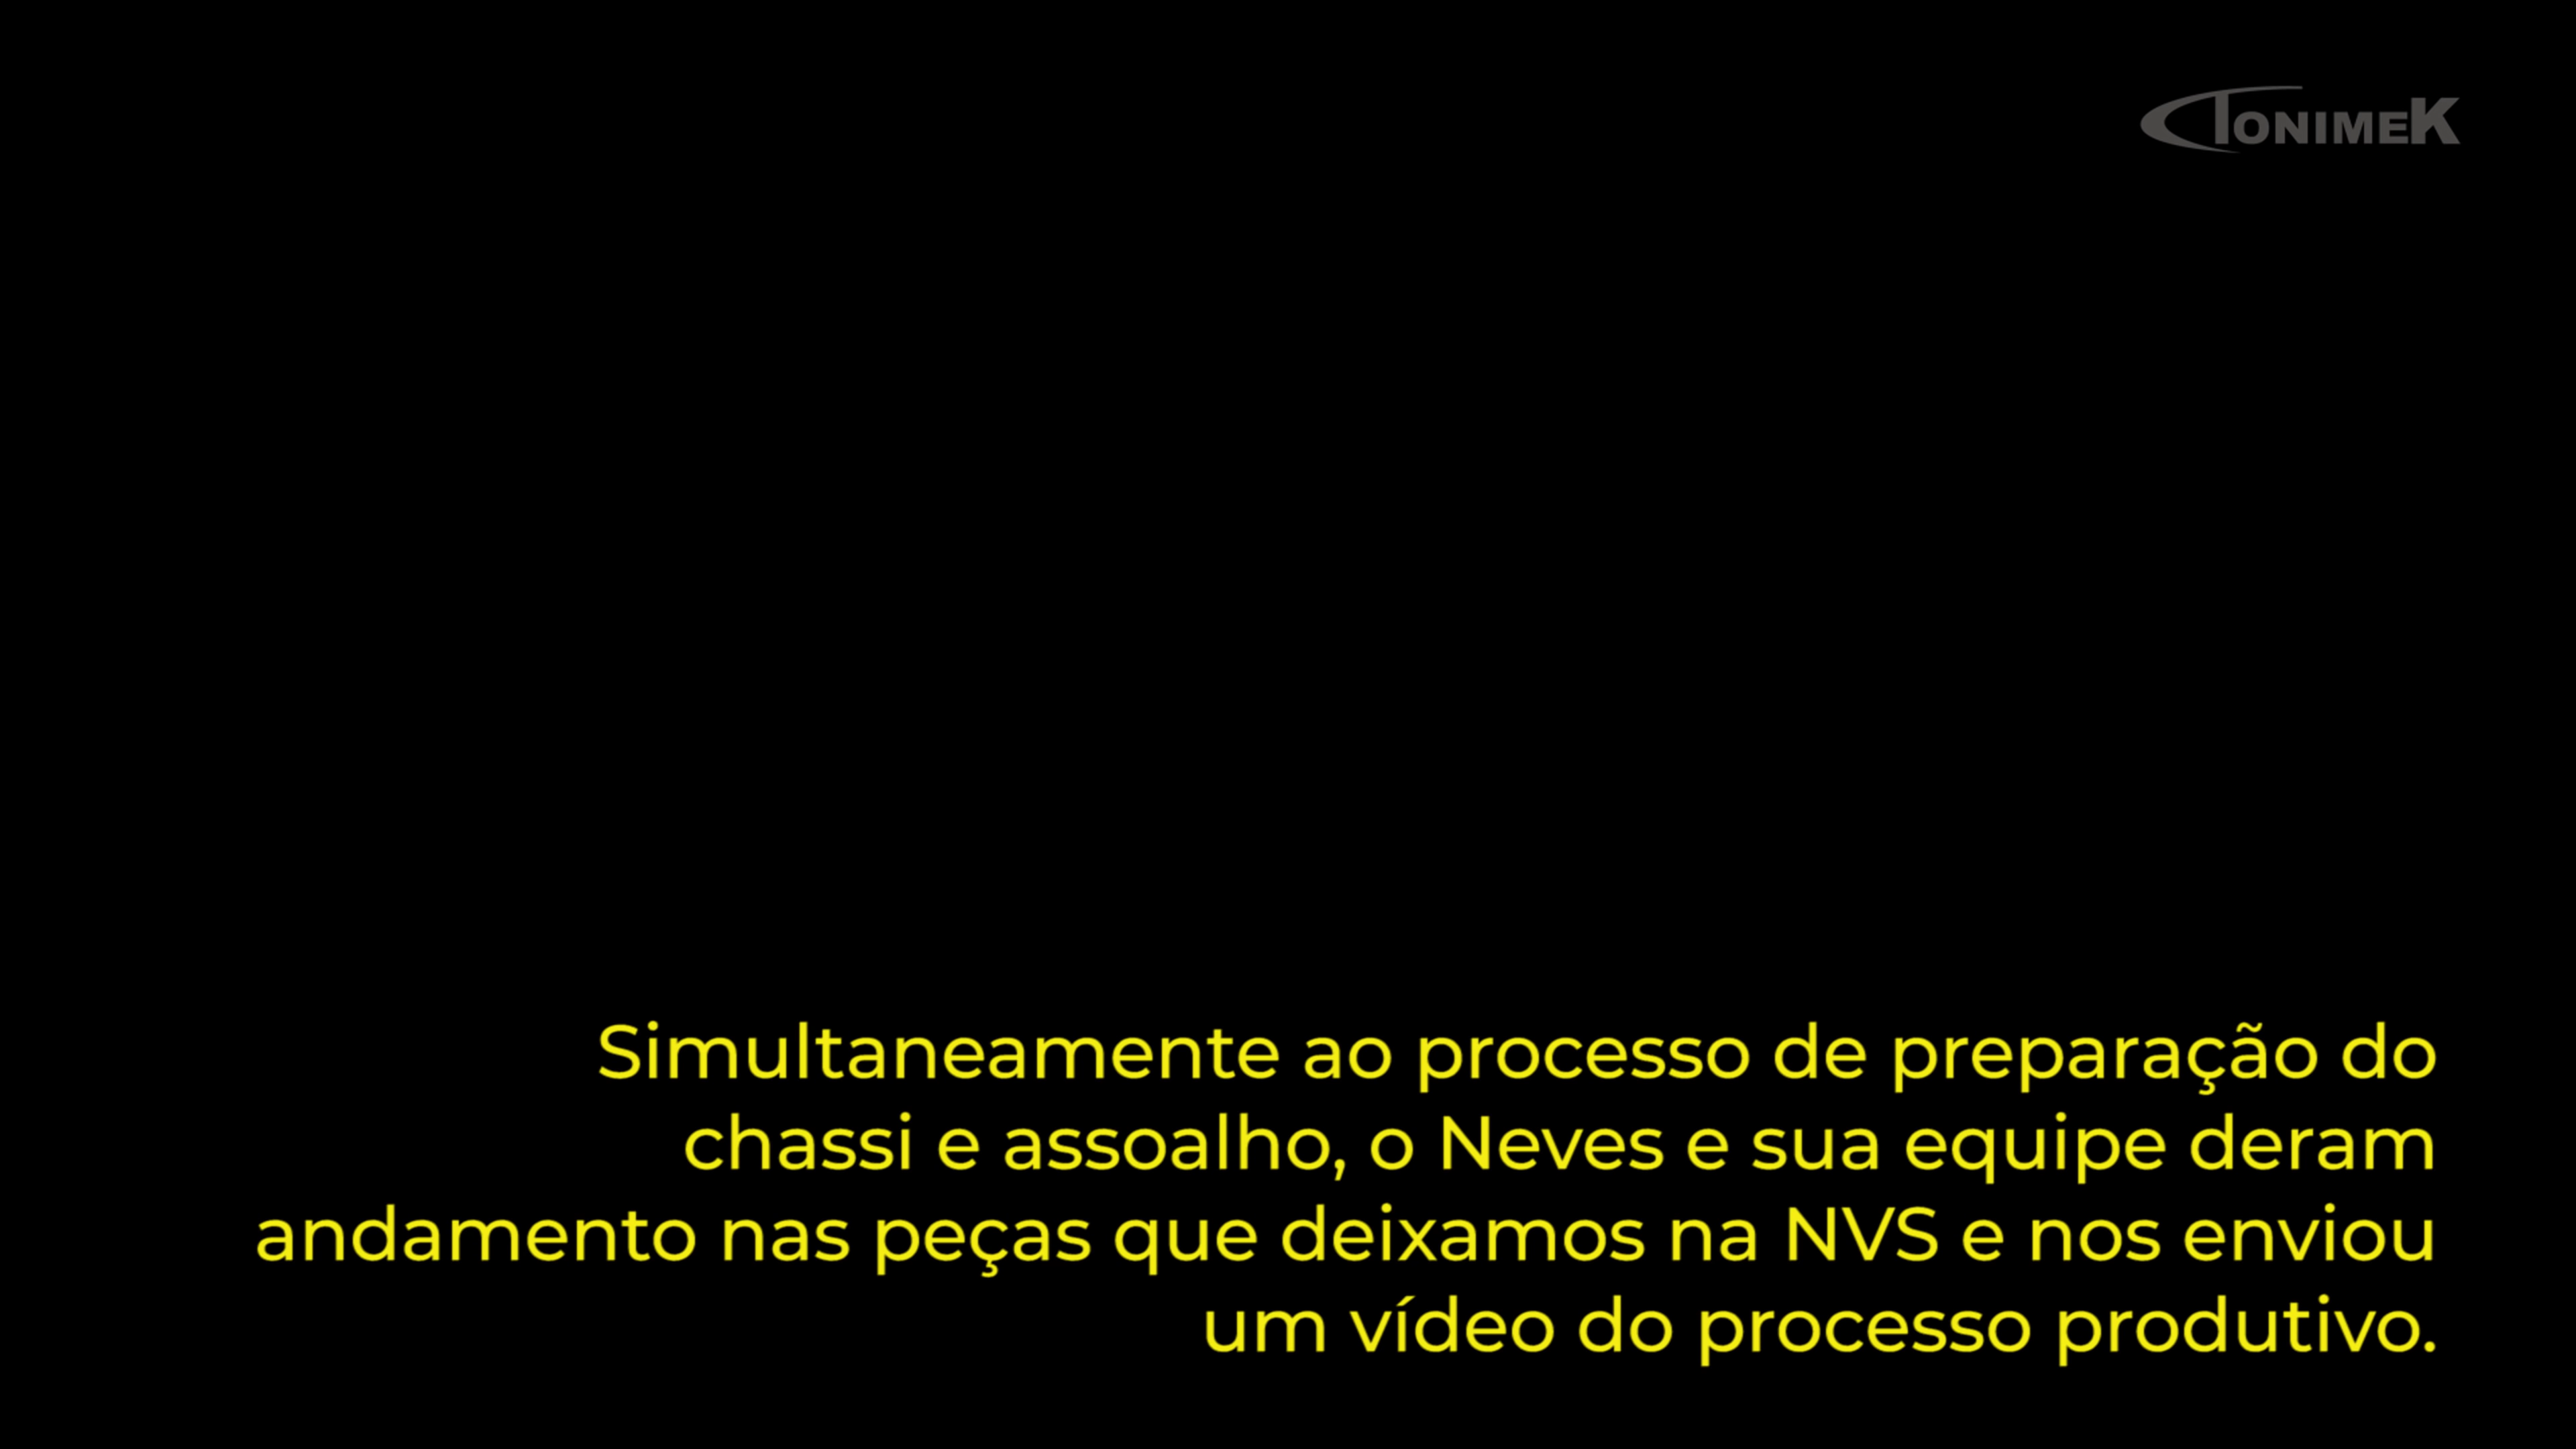 TONIMEK
Simultaneamente ao processo de preparação do
chassi e assoalho, o Neves e sua equipe deram
andamento nas peças que deixamos na NVS e nos enviou
um vídeo do processo produtivo.